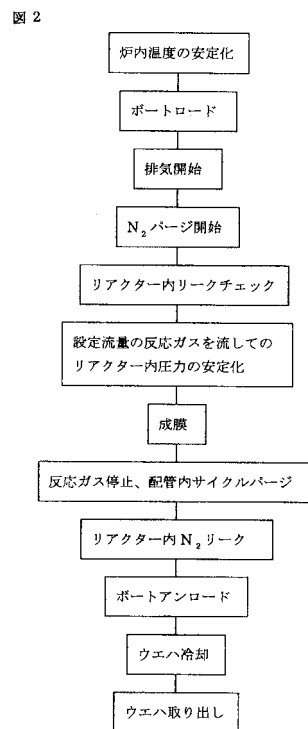 図 2
炉内温度の安定化
ボートロード
排気開始
N₂パージ開始
リアクター内リークチェック
設定流量の反応ガスを流しての
リアクター内圧力の安定化
成膜
反応ガス停止、配管内サイクルパージ
リアクター内N₂リーク
ボートアンロード
ウエハ冷却
ウエハ取り出し